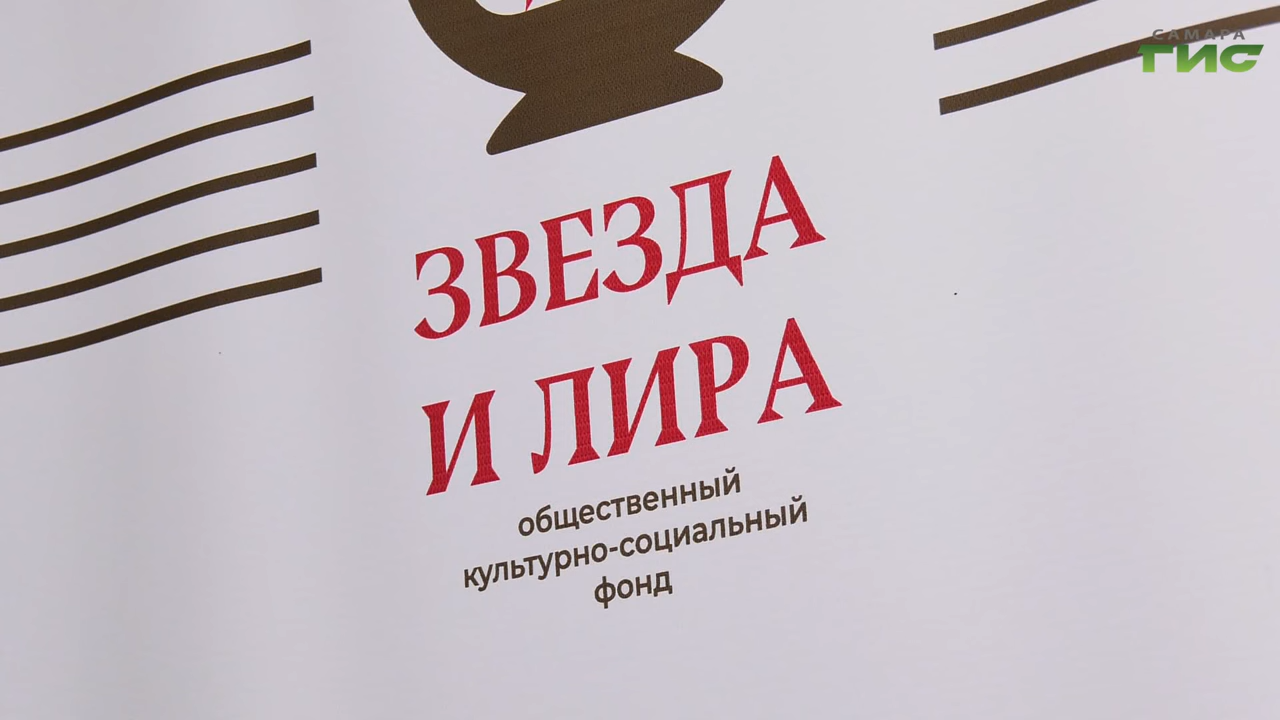 САМАРА
ГИС
ЗВЕЗДА
И ЛИРА
общественный
культурно-социальный
фонд